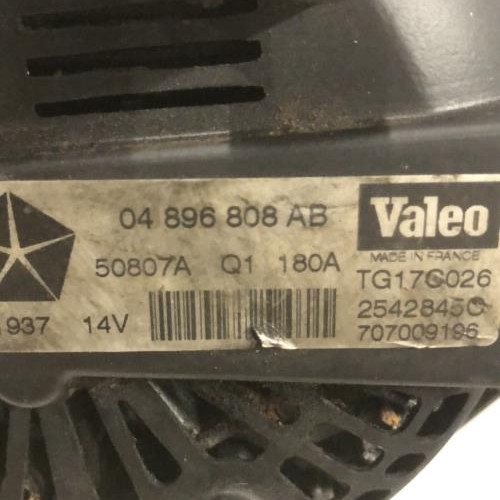 04 896 808 AB
Valeo
MADE IN FRANCE
50807A Q1 180A
TG17C026
937 14V
2542845C
707009196